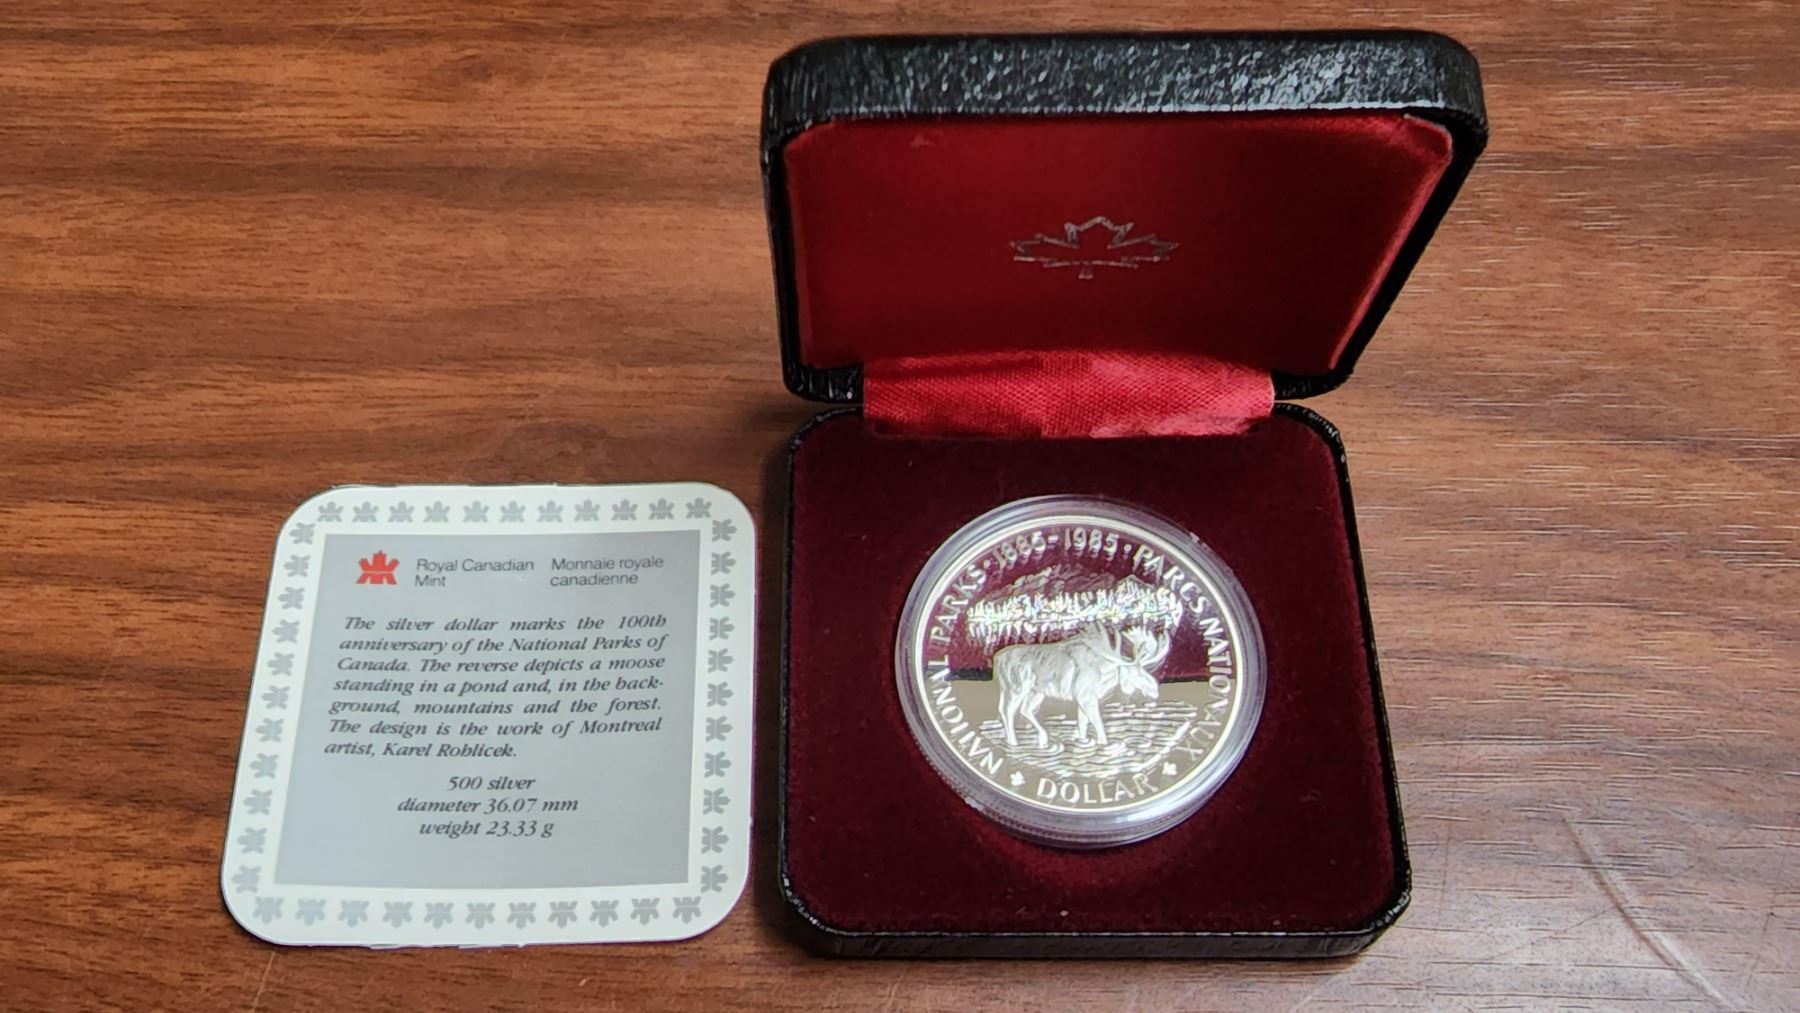 Royal Canadian Mint
Monnaie royale canadienne
The silver dollar marks the 100th
anniversary of the National Parks of
Canada. The reverse depicts a moose
standing in a pond and, in the back-
ground, mountains and the forest.
The design is the work of Montreal
artist, Karel Rohlicek.
500 silver
diameter 36.07 mm
weight 23.33 g
NATIONAL PARKS · 1885-1985 · PARCS NATIONAUX
DOLLAR